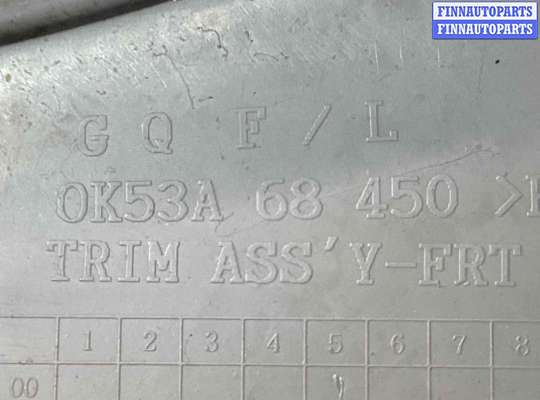 FINNAUTOPARTS
FINNAUTOPARTS
G Q F / L
0K53A 68 450 >
TRIM ASS'Y-FRT
1 2 3 4 5 6 7 8
00